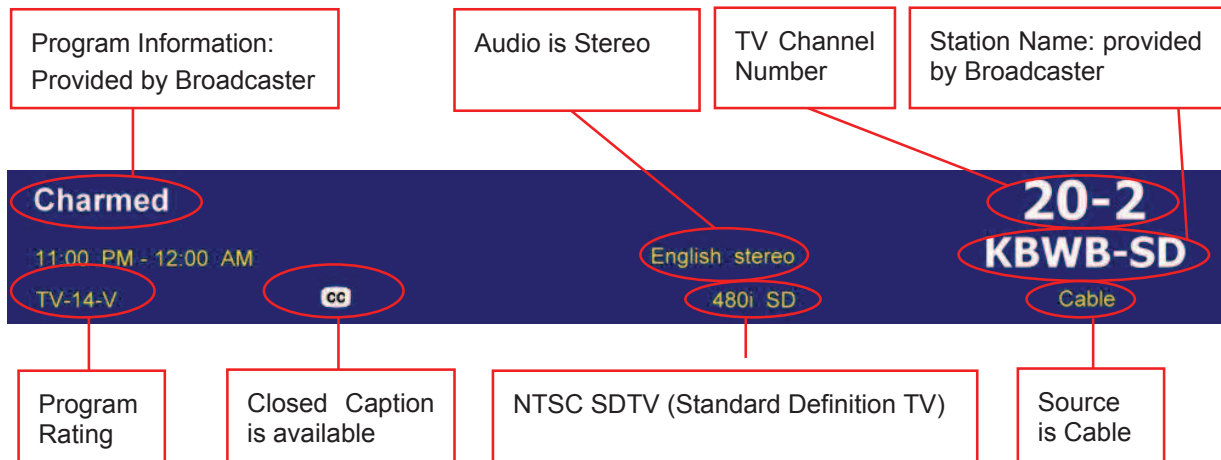 Program Information:
Provided by Broadcaster
Audio is Stereo
TV Channel
Number
Station Name: provided
by Broadcaster
Charmed
20-2
11:00 PM - 12:00 AM
English stereo
KBWB-SD
TV-14-V
CC
480i SD
Cable
Program
Rating
Closed Caption
is available
NTSC SDTV (Standard Definition TV)
Source
is Cable